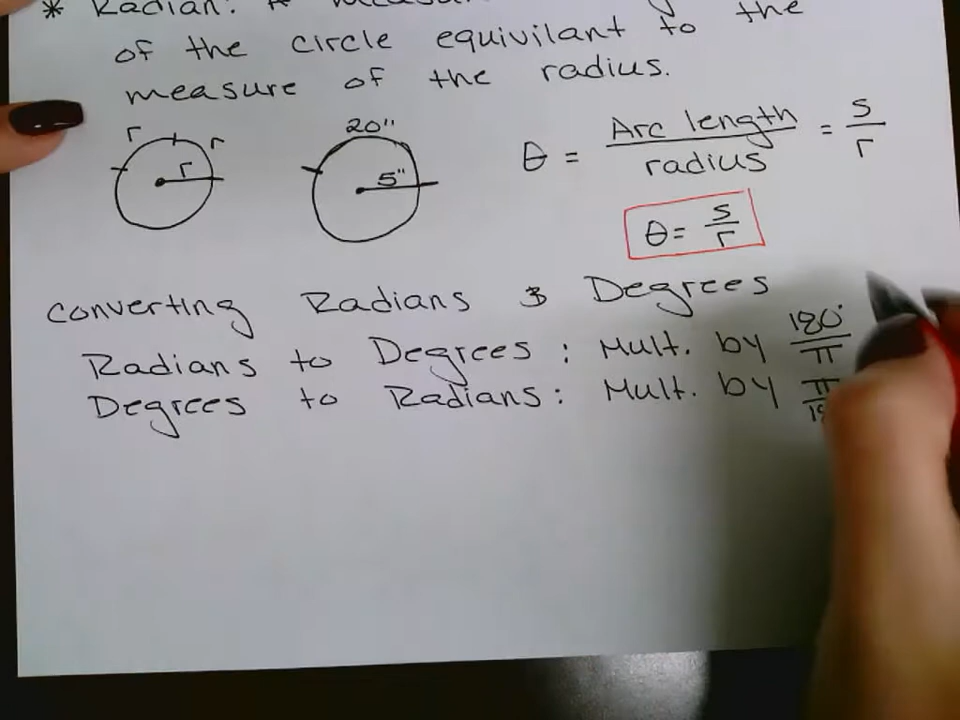 * Radian: A
of the circle equivilant to the
measure of the radius.
r r r
20"
5"
θ = Arc length / radius = s / r
θ = s / r
Converting Radians & Degrees
Radians to Degrees: Mult. by 180° / π
Degrees to Radians: Mult. by π